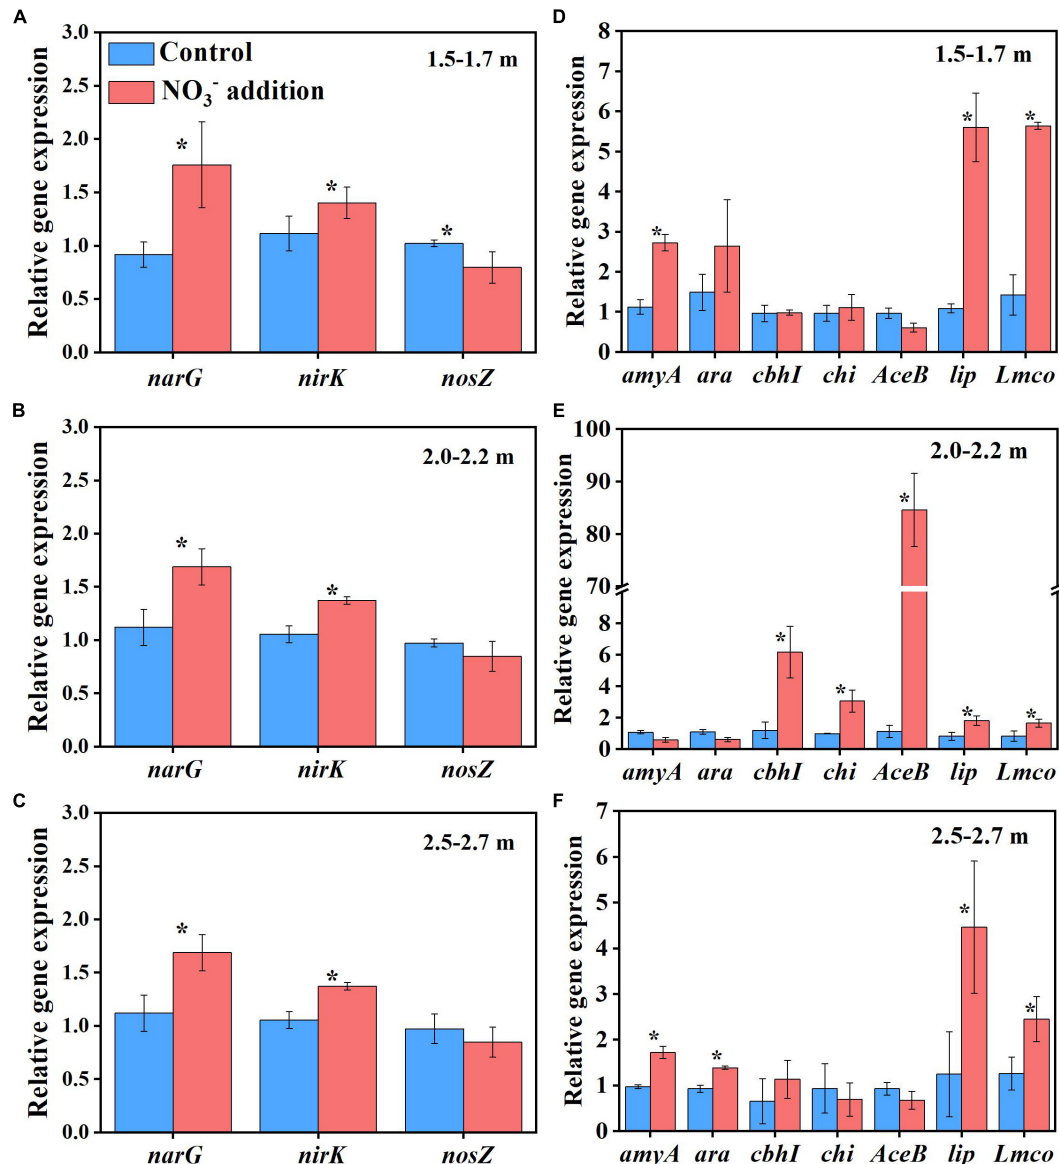 A
Relative gene expression
3.0
2.5
2.0
1.5
1.0
0.5
0.0
Control
NO₃⁻ addition
1.5-1.7 m
*
*
*
narG nirK nosZ
D
Relative gene expression
8
7
6
5
4
3
2
1
0
1.5-1.7 m
*
*
*
amyA ara cbhI chi AceB lip Lmco
B
Relative gene expression
3.0
2.5
2.0
1.5
1.0
0.5
0.0
2.0-2.2 m
*
*
narG nirK nosZ
E
Relative gene expression
100
90
80
70
8
6
4
2
0
2.0-2.2 m
*
*
*
*
*
amyA ara cbhI chi AceB lip Lmco
C
Relative gene expression
3.0
2.5
2.0
1.5
1.0
0.5
0.0
2.5-2.7 m
*
*
narG nirK nosZ
F
Relative gene expression
7
6
5
4
3
2
1
0
2.5-2.7 m
*
*
*
*
amyA ara cbhI chi AceB lip Lmco